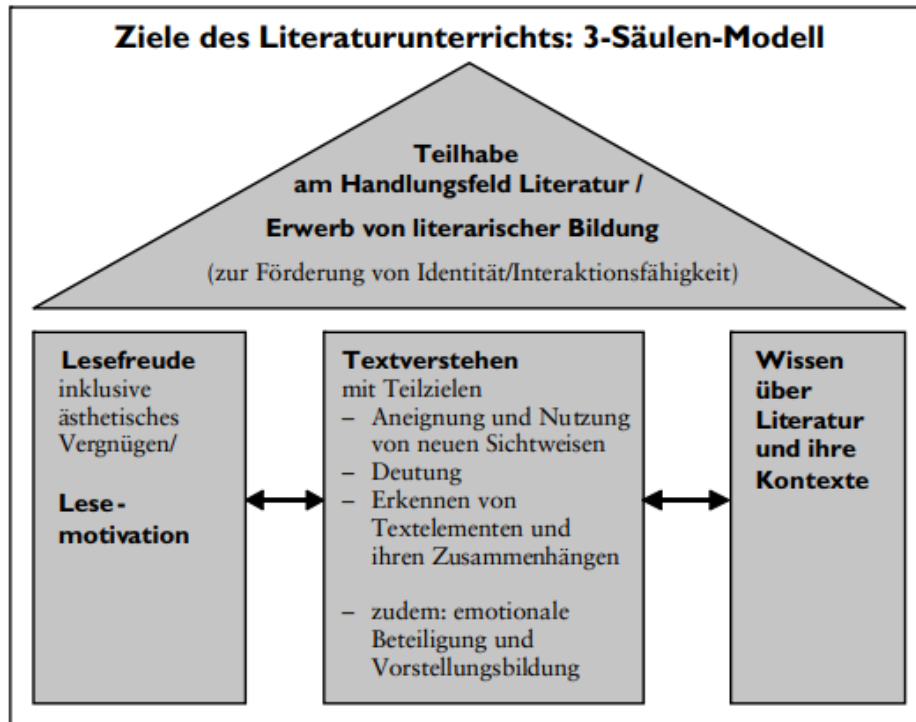 Ziele des Literaturunterrichts: 3-Säulen-Modell
Teilhabe
am Handlungsfeld Literatur /
Erwerb von literarischer Bildung
(zur Förderung von Identität/Interaktionsfähigkeit)
Lesefreude
inklusive
ästhetisches
Vergnügen/
Lese-
motivation
Textverstehen
mit Teilzielen
– Aneignung und Nutzung
von neuen Sichtweisen
– Deutung
– Erkennen von
Textelementen und
ihren Zusammenhängen
– zudem: emotionale
Beteiligung und
Vorstellungsbildung
Wissen
über
Literatur
und ihre
Kontexte